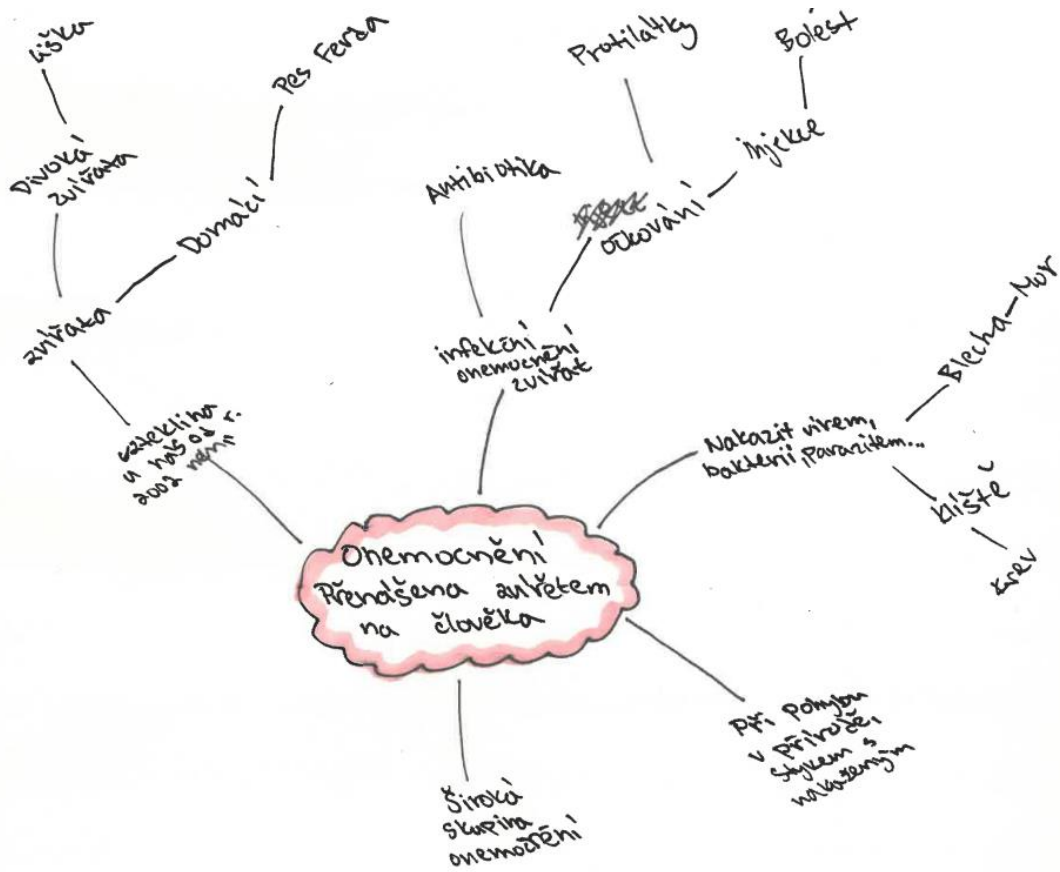 liška
Divoká
zvířata
zvířata
Domácí
Pes Ferda
vzteklina
u nás od r.
2002 není
Antibiotika
infekční
onemocnění
zvířat
očkování
Protilátky
injekce
Bolest
Nakazit virem,
bakterií, parazitem...
Blecha – Mor
klíště
krev
Onemocnění
Přenášena zvířetem
na člověka
Při pohybu
v přírodě,
stykem s
nakaženým
Široká
skupina
onemocnění